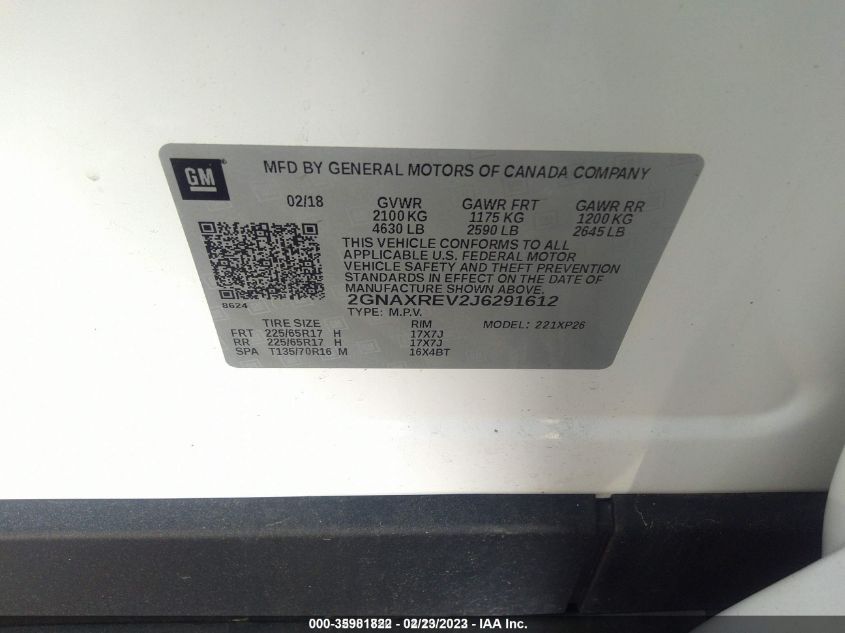 GM
MFD BY GENERAL MOTORS OF CANADA COMPANY
02/18 GVWR GAWR FRT GAWR RR
2100 KG 1175 KG 1200 KG
4630 LB 2590 LB 2645 LB
THIS VEHICLE CONFORMS TO ALL
APPLICABLE U.S. FEDERAL MOTOR
VEHICLE SAFETY AND THEFT PREVENTION
STANDARDS IN EFFECT ON THE DATE OF
MANUFACTURE SHOWN ABOVE.
8624
2GNAXREV2J6291612
TYPE: M.P.V. MODEL: 221XP26
TIRE SIZE RIM
FRT 225/65R17 H 17X7J
RR 225/65R17 H 17X7J
SPA T135/70R16 M 16X4BT
000-35981822 - 02/23/2023 - IAA Inc.